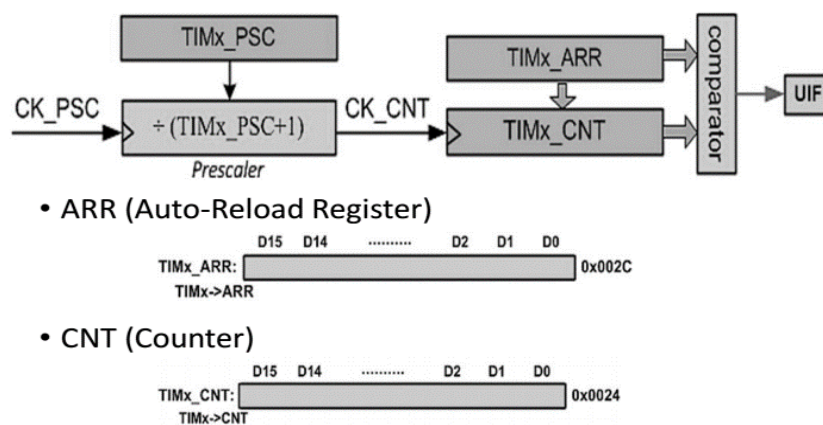 TIMx_PSC
TIMx_ARR
comparator
CK_PSC
CK_CNT
UIF
÷ (TIMx_PSC+1)
TIMx_CNT
Prescaler
• ARR (Auto-Reload Register)
D15 D14 .......... D2 D1 D0
TIMx_ARR: 0x002C
TIMx->ARR
• CNT (Counter)
D15 D14 .......... D2 D1 D0
TIMx_CNT: 0x0024
TIMx->CNT